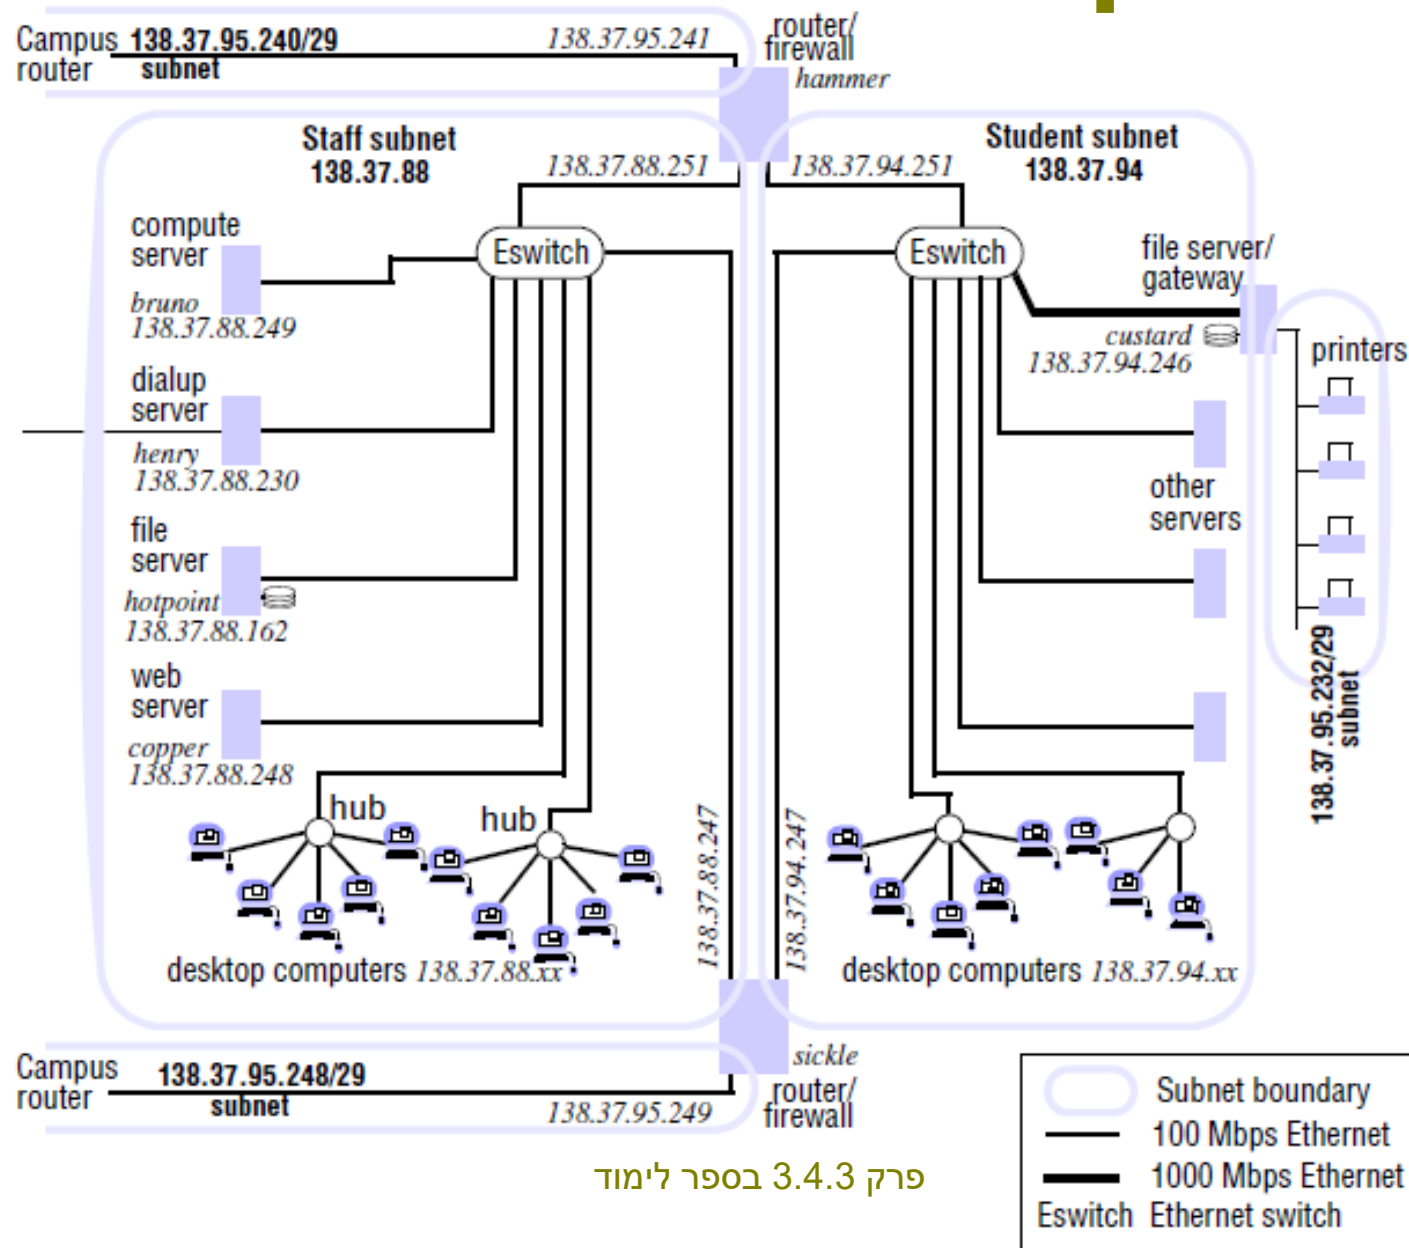 Campus 138.37.95.240/29 138.37.95.241 router/
router subnet firewall
hammer
Staff subnet
138.37.88
138.37.88.251
138.37.94.251
Student subnet
138.37.94
compute
server
bruno
138.37.88.249
Eswitch
Eswitch
file server/
gateway
custard
138.37.94.246
printers
dialup
server
henry
138.37.88.230
file
server
hotpoint
138.37.88.162
other
servers
web
server
copper
138.37.88.248
138.37.95.232/29
subnet
hub
hub
138.37.88.247
138.37.94.247
desktop computers 138.37.88.xx
desktop computers 138.37.94.xx
sickle
router/
firewall
Campus
router
138.37.95.248/29
subnet
138.37.95.249
Subnet boundary
100 Mbps Ethernet
1000 Mbps Ethernet
Eswitch Ethernet switch
פרק 3.4.3 בספר לימוד